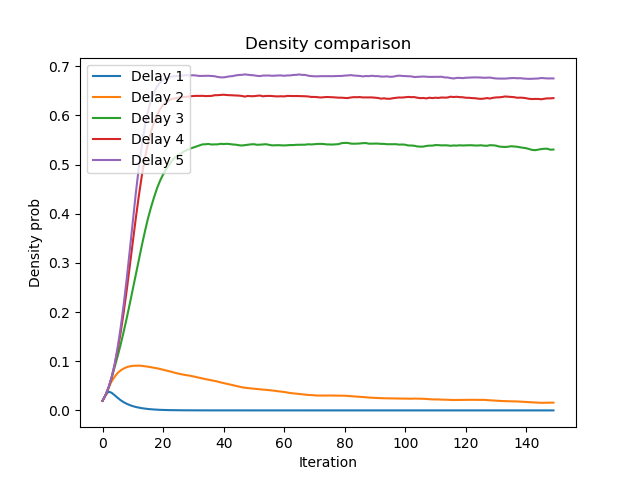 Density comparison
Density prob
0.7
0.6
0.5
0.4
0.3
0.2
0.1
0.0
Delay 1
Delay 2
Delay 3
Delay 4
Delay 5
0 20 40 60 80 100 120 140
Iteration